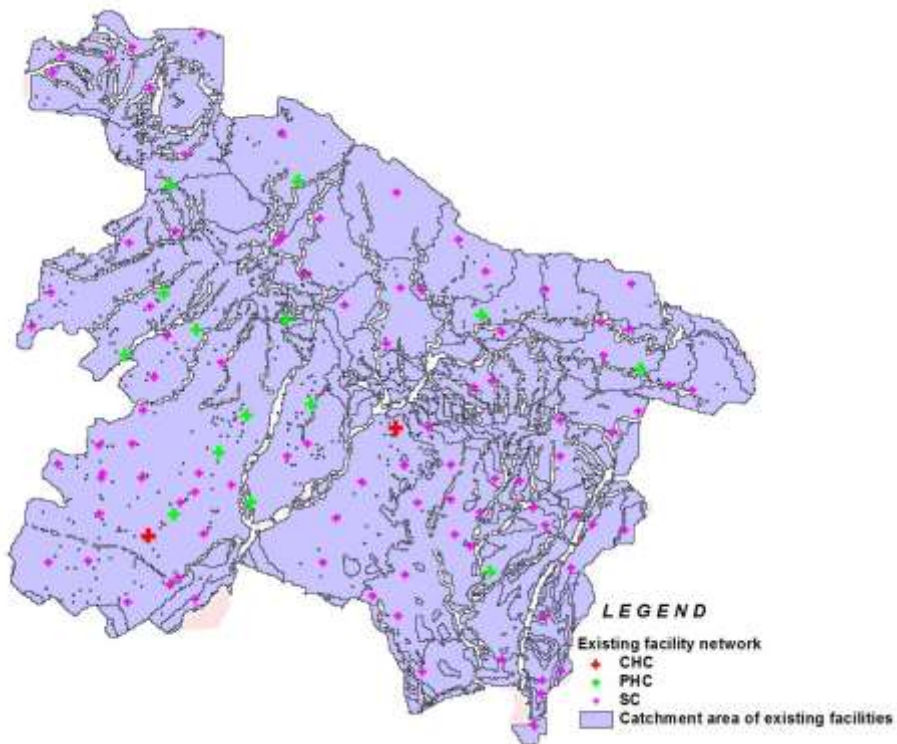 LEGEND
Existing facility network
CHC
PHC
SC
Catchment area of existing facilities